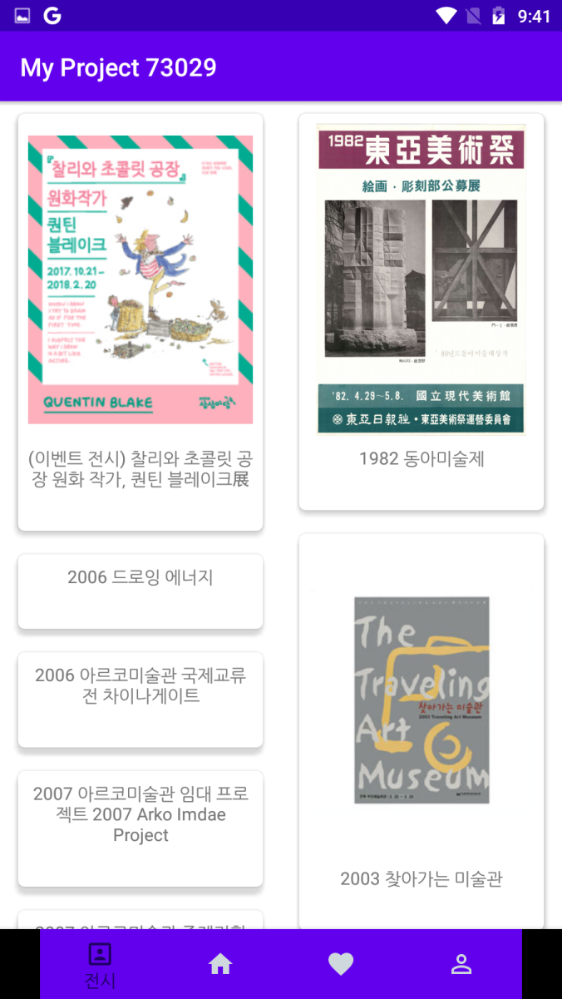 9:41
My Project 73029
『찰리와 초콜릿 공장』
원화작가
퀀틴
블레이크
2017.10.21–
2018.2.20
QUENTIN BLAKE
상상마당
(이벤트 전시) 찰리와 초콜릿 공
장 원화 작가, 퀀틴 블레이크展
1982 東亞美術祭
絵画 · 彫刻部公募展
'82. 4.29~5.8. 國立現代美術館
東亞日報社 • 東亞美術祭運營委員會
1982 동아미술제
2006 드로잉 에너지
2006 아르코미술관 국제교류
전 차이나게이트
2007 아르코미술관 임대 프로
젝트 2007 Arko Imdae
Project
The
Traveling
찾아가는 미술관
2003 Traveling Art Museum
Art
Museum
2003 찾아가는 미술관
전시